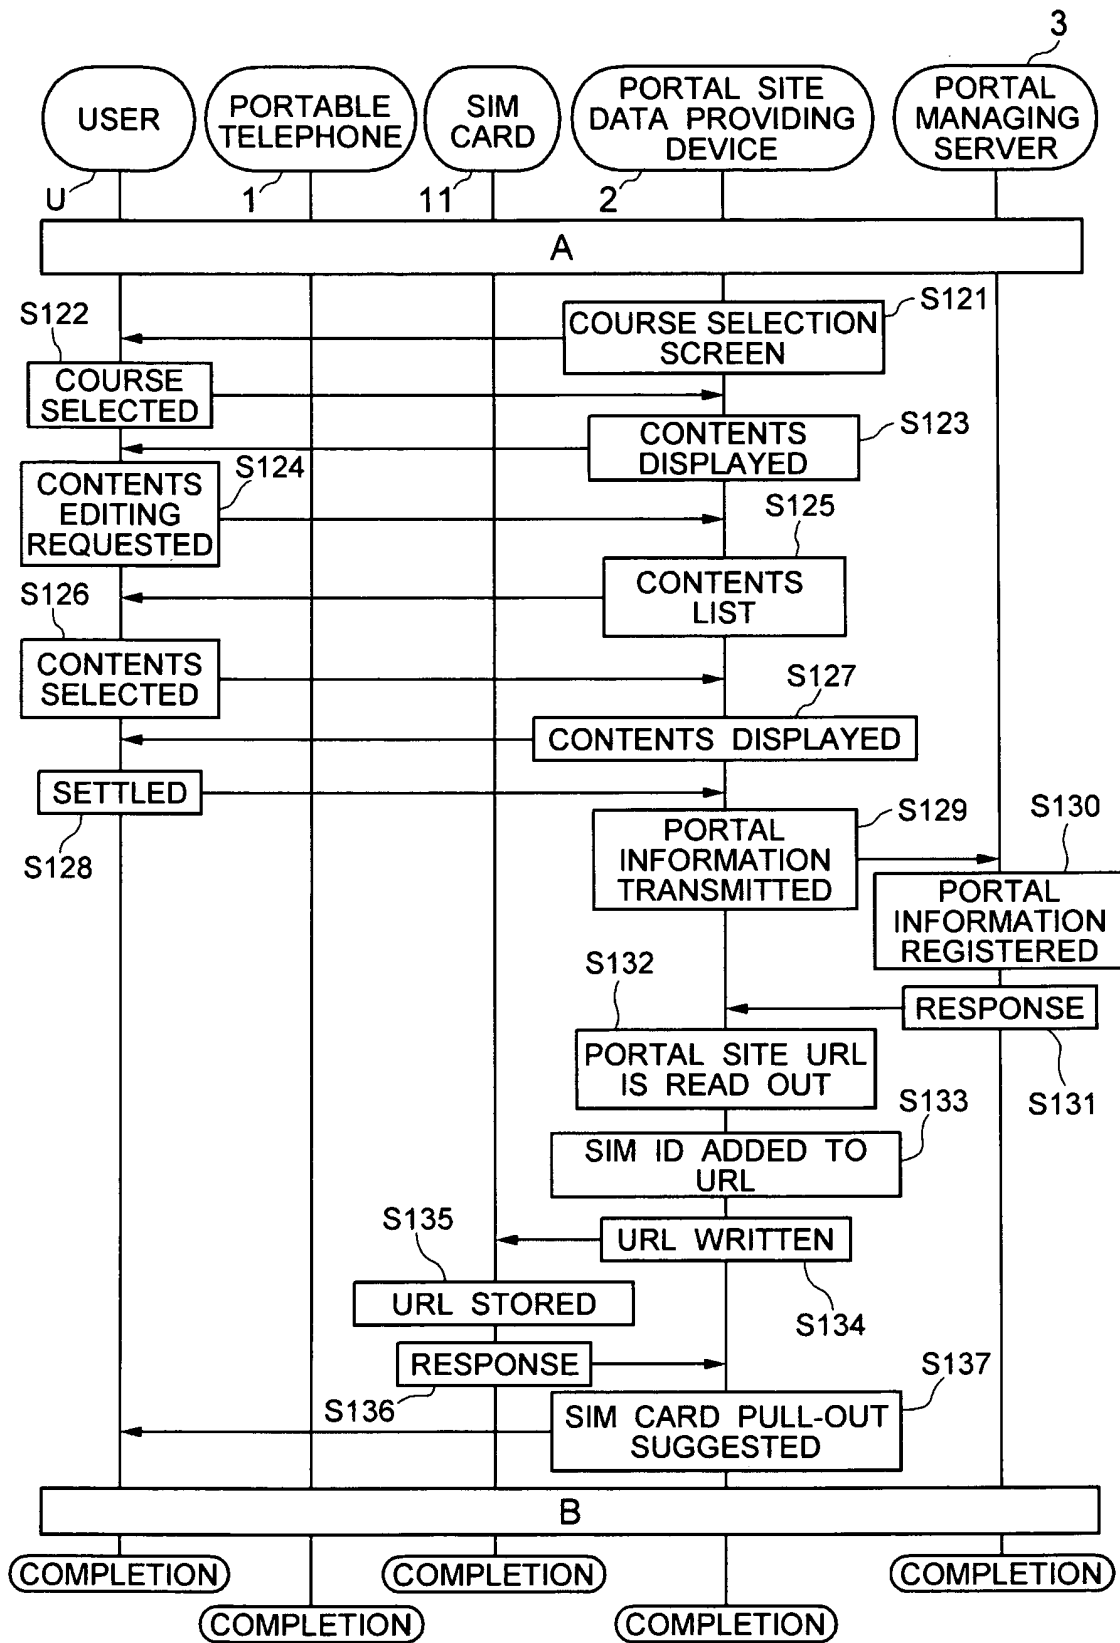 3
USER
PORTABLE
TELEPHONE
SIM
CARD
PORTAL SITE
DATA PROVIDING
DEVICE
PORTAL
MANAGING
SERVER
U
1
11
2
A
S121
COURSE SELECTION
SCREEN
S122
COURSE
SELECTED
S123
CONTENTS
DISPLAYED
S124
CONTENTS
EDITING
REQUESTED
S125
CONTENTS
LIST
S126
CONTENTS
SELECTED
S127
CONTENTS DISPLAYED
SETTLED
S128
S129
PORTAL
INFORMATION
TRANSMITTED
S130
PORTAL
INFORMATION
REGISTERED
RESPONSE
S131
S132
PORTAL SITE URL
IS READ OUT
S133
SIM ID ADDED TO
URL
URL WRITTEN
S134
S135
URL STORED
RESPONSE
S136
S137
SIM CARD PULL-OUT
SUGGESTED
B
COMPLETION
COMPLETION
COMPLETION
COMPLETION
COMPLETION